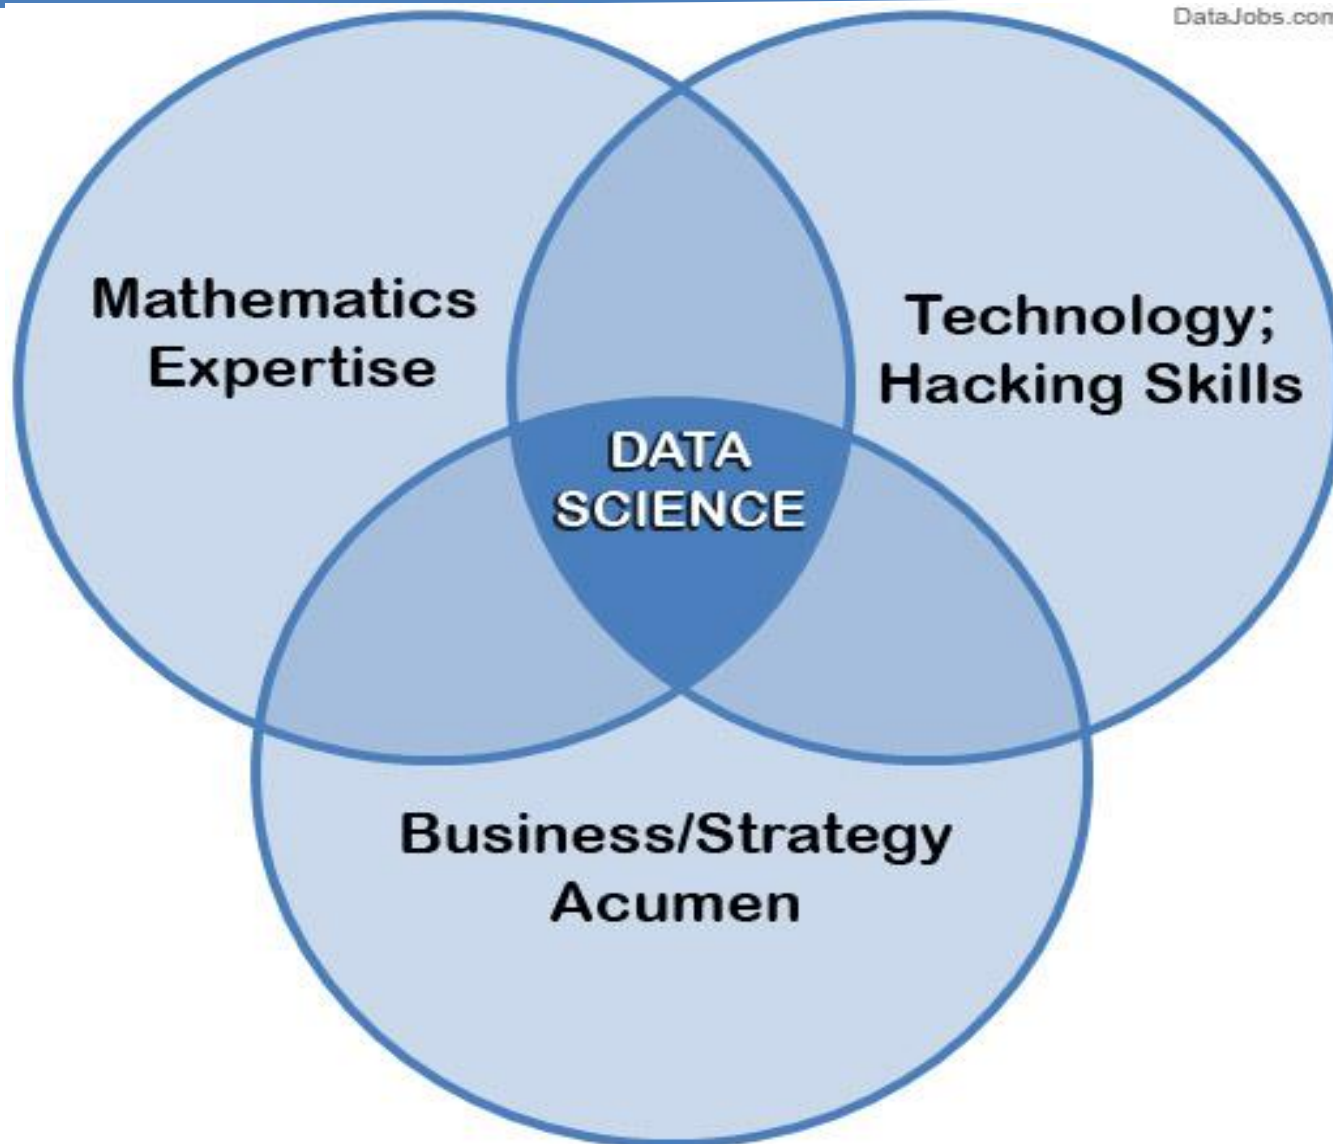 DataJobs.com
Mathematics
Expertise
Technology;
Hacking Skills
DATA
SCIENCE
Business/Strategy
Acumen